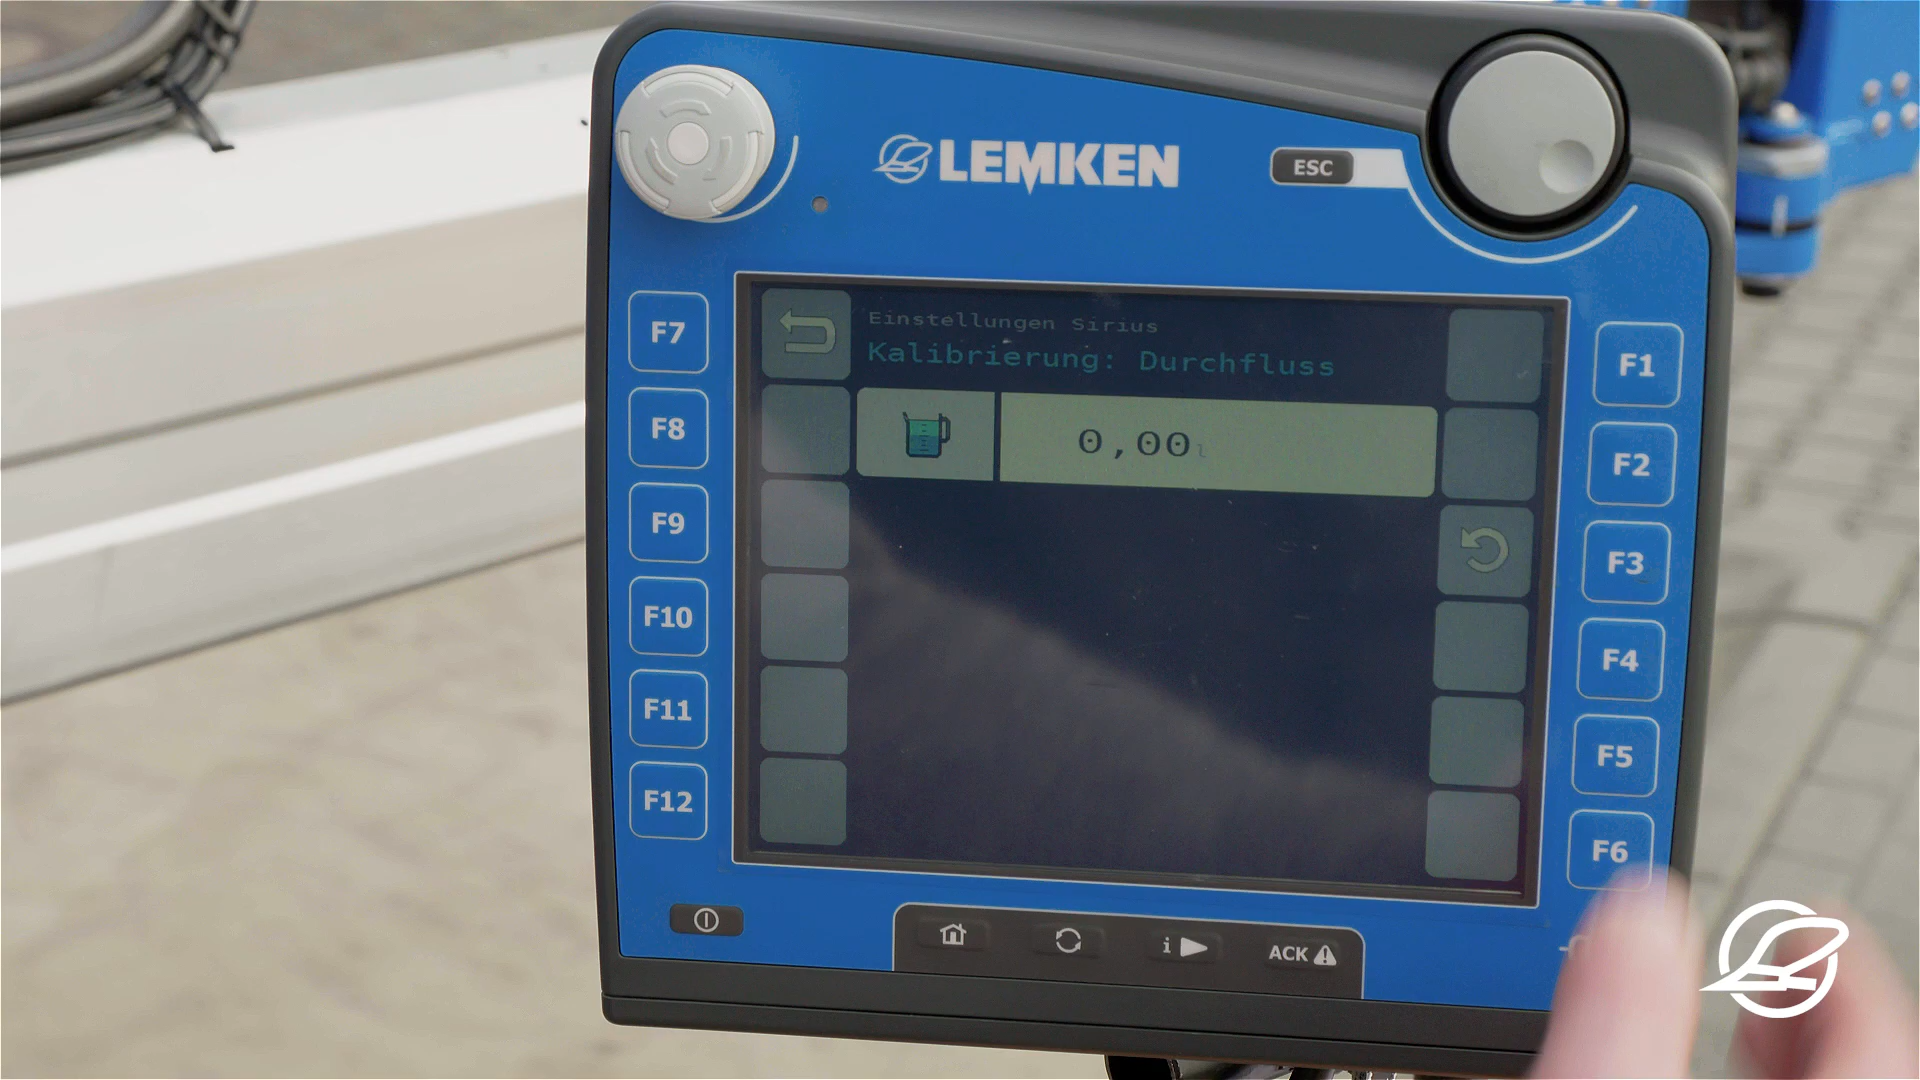 LEMKEN
ESC
Einstellungen Sirius
Kalibrierung: Durchfluss
0,00 l
F7
F8
F9
F10
F11
F12
F1
F2
F3
F4
F5
F6
i
ACK